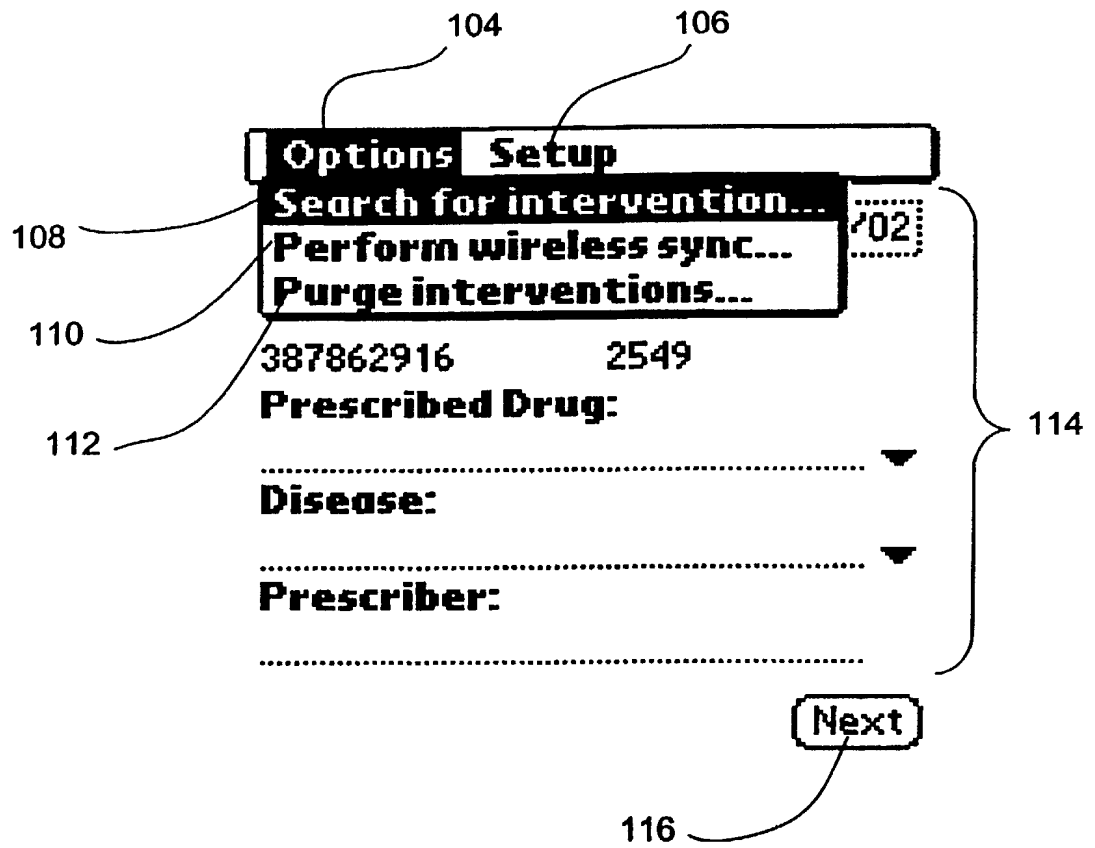 104
106
Options Setup
Search for intervention...
108
'02
Perform wireless sync...
Purge interventions...
110
387862916 2549
Prescribed Drug:
112
114
Disease:
Prescriber:
Next
116